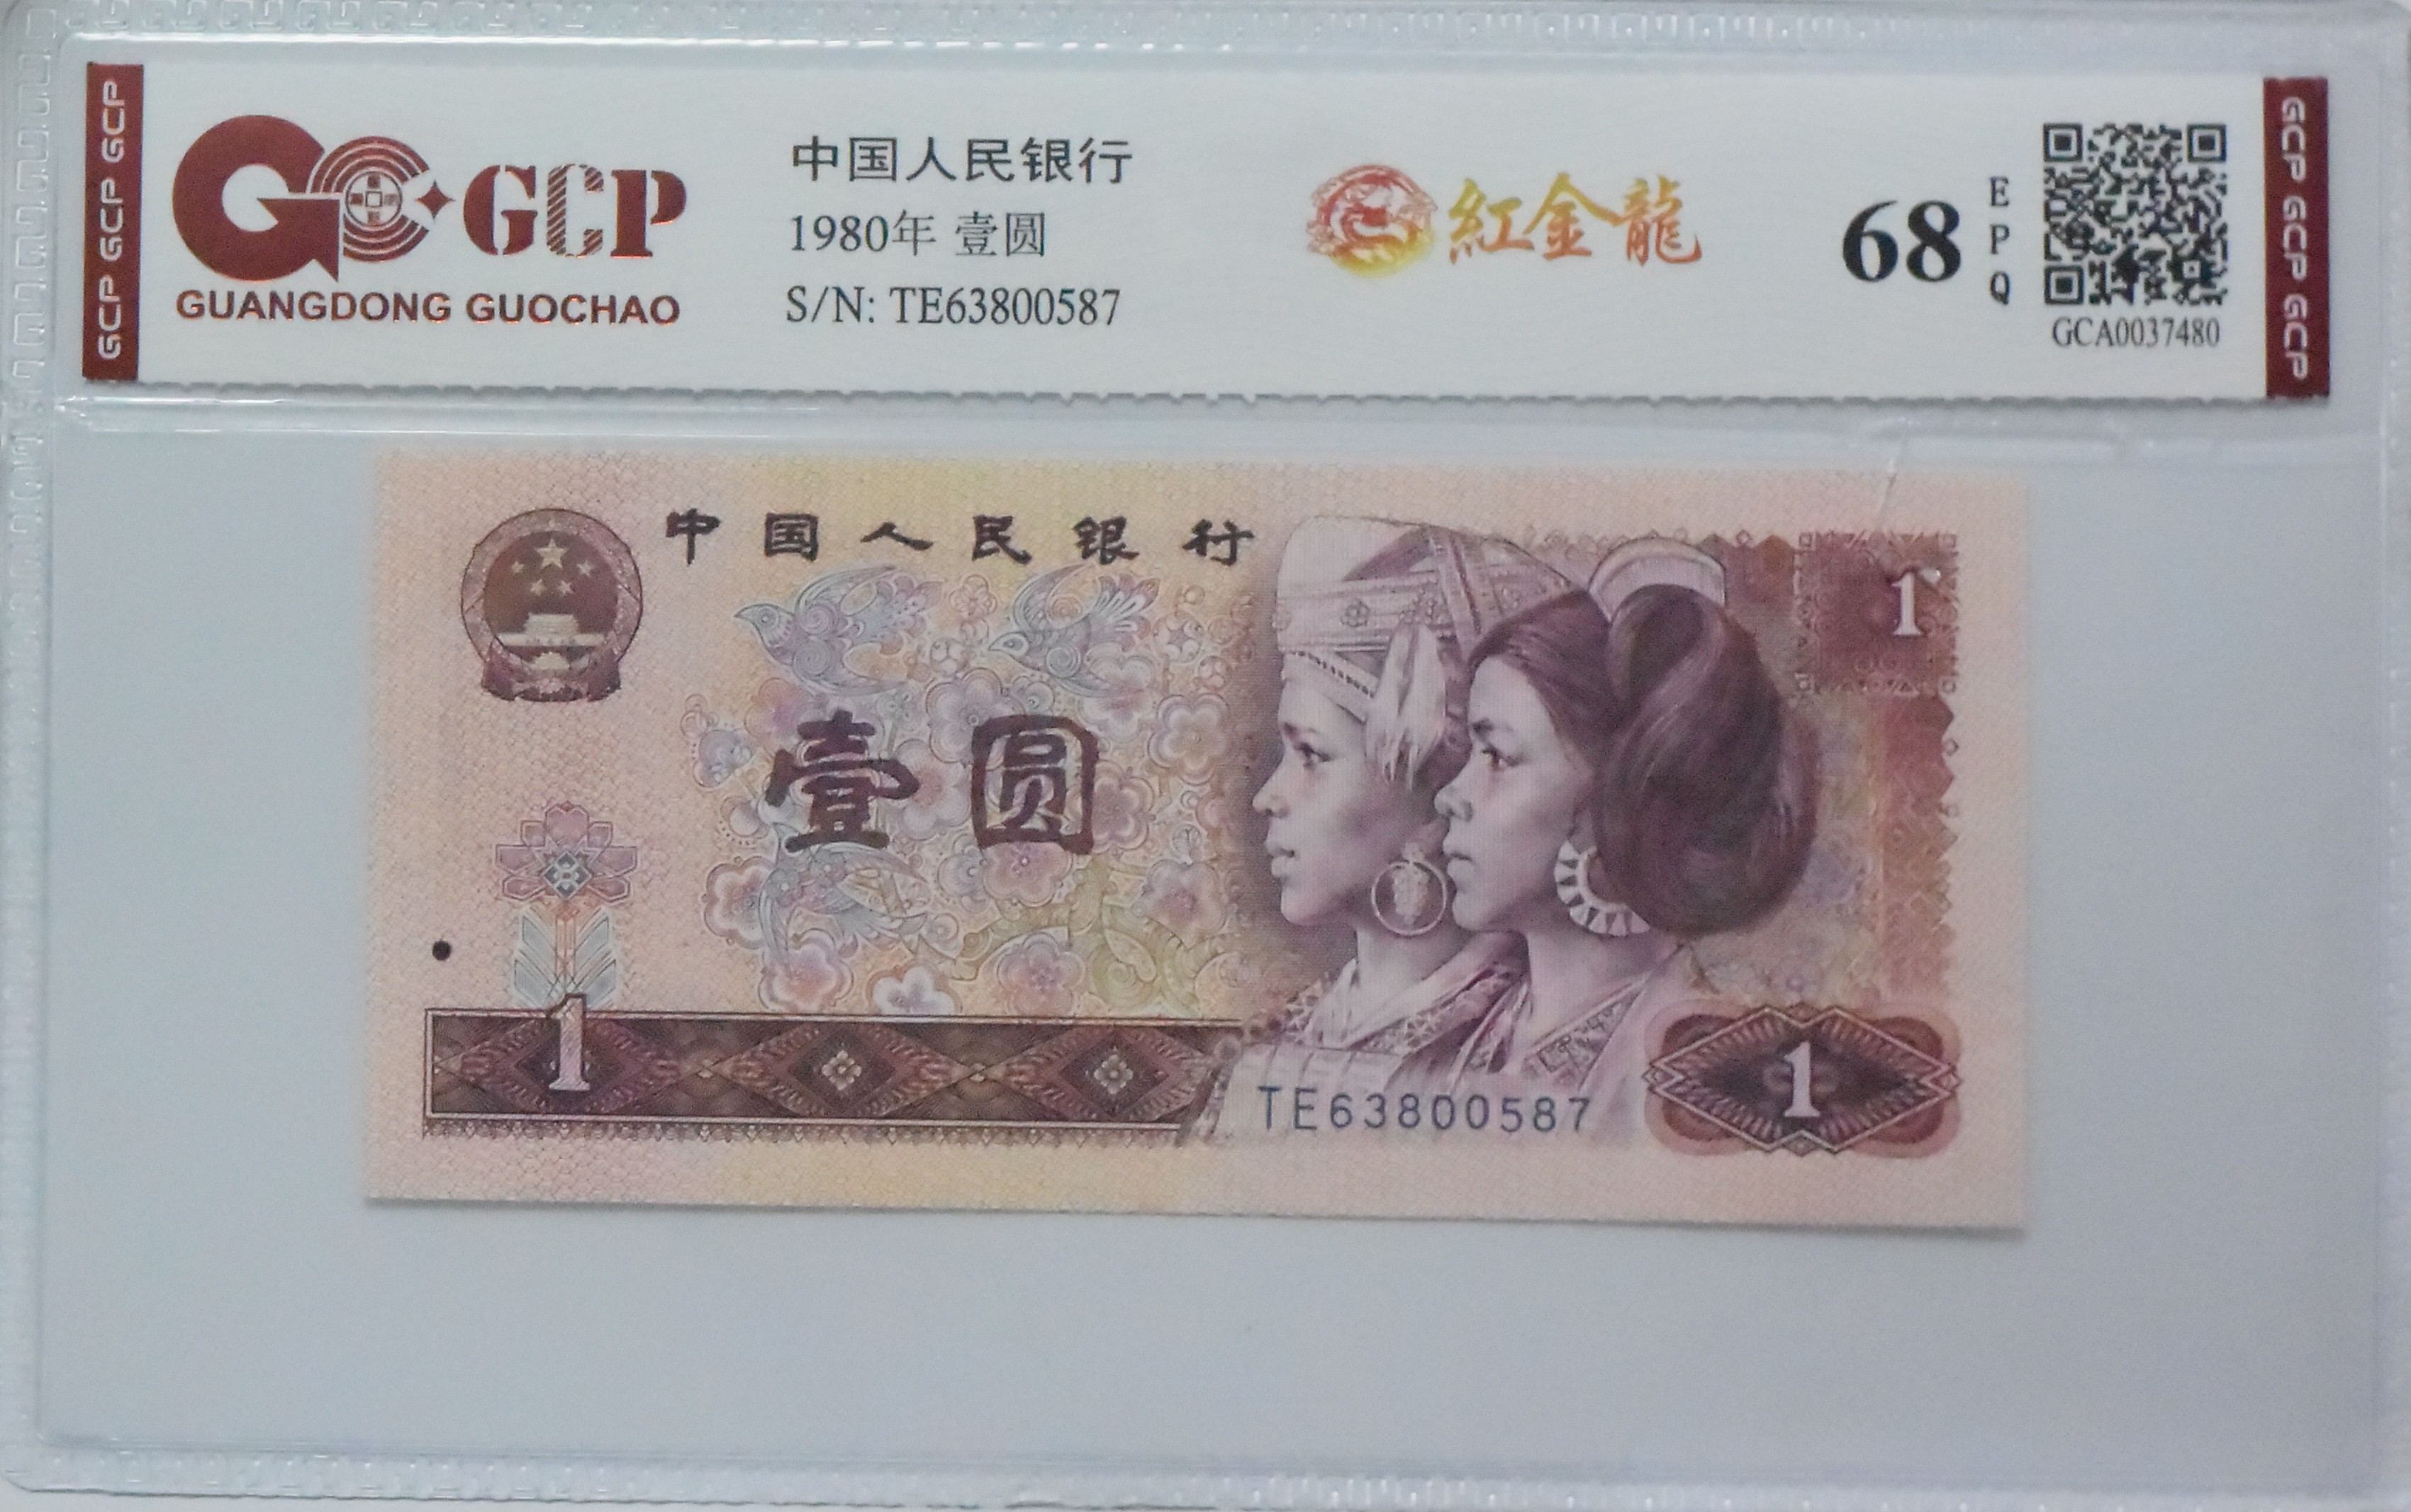 GCP GCP GCP
GCP
GUANGDONG GUOCHAO
中国人民银行
1980年 壹圆
S/N: TE63800587
紅金龍
68
EPQ
GCA0037480
GCP GCP GCP
中国人民银行
1
壹圆
1
1
TE63800587